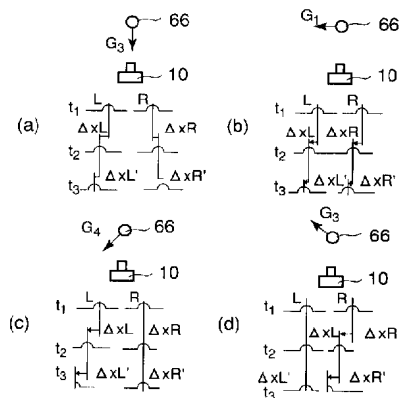 66
G3
10
(a)
L R
t1
ΔxL ΔxR
t2
ΔxL' ΔxR'
t3
G1 66
10
(b)
L R
t1
ΔxL ΔxR
t2
ΔxL' ΔxR'
t3
G4 66
10
(c)
L R
t1
ΔxL ΔxR
t2
ΔxL' ΔxR'
t3
G3 66
10
(d)
L R
t1
ΔxL ΔxR
t2
ΔxL' ΔxR'
t3